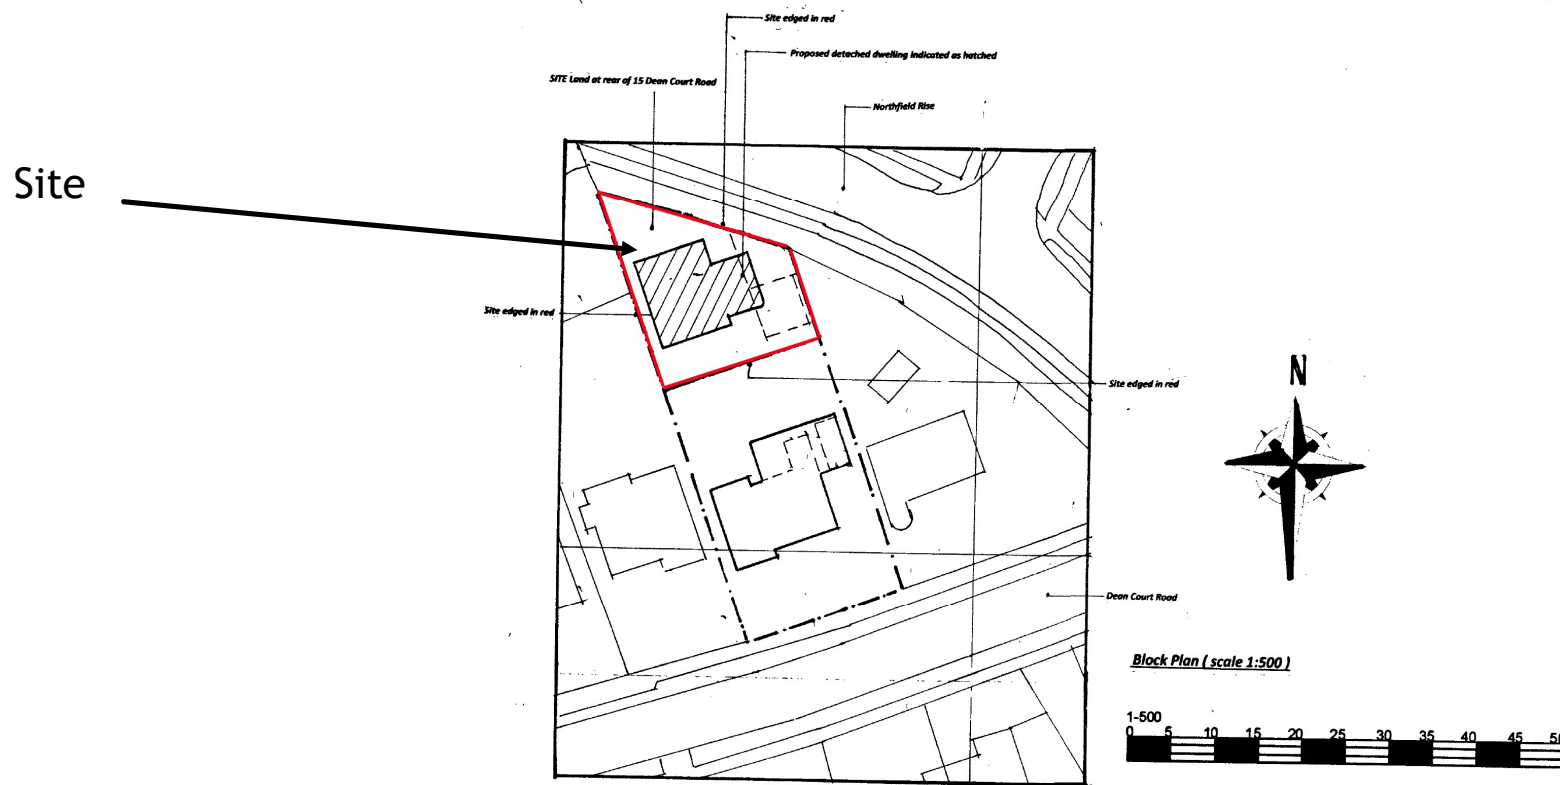 Site edged in red
Proposed detached dwelling indicated as hatched
SITE Land at rear of 15 Dean Court Road
Northfield Rise
Site
Site edged in red
N
Site edged in red
Dean Court Road
Block Plan ( scale 1:500 )
1-500
0 5 10 15 20 25 30 35 40 45